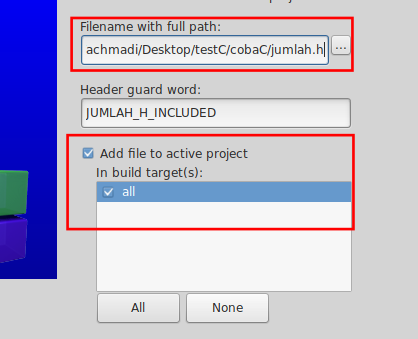 Filename with full path:
achmadi/Desktop/testC/cobaC/jumlah.h
...
Header guard word:
JUMLAH_H_INCLUDED
Add file to active project
In build target(s):
all
All
None